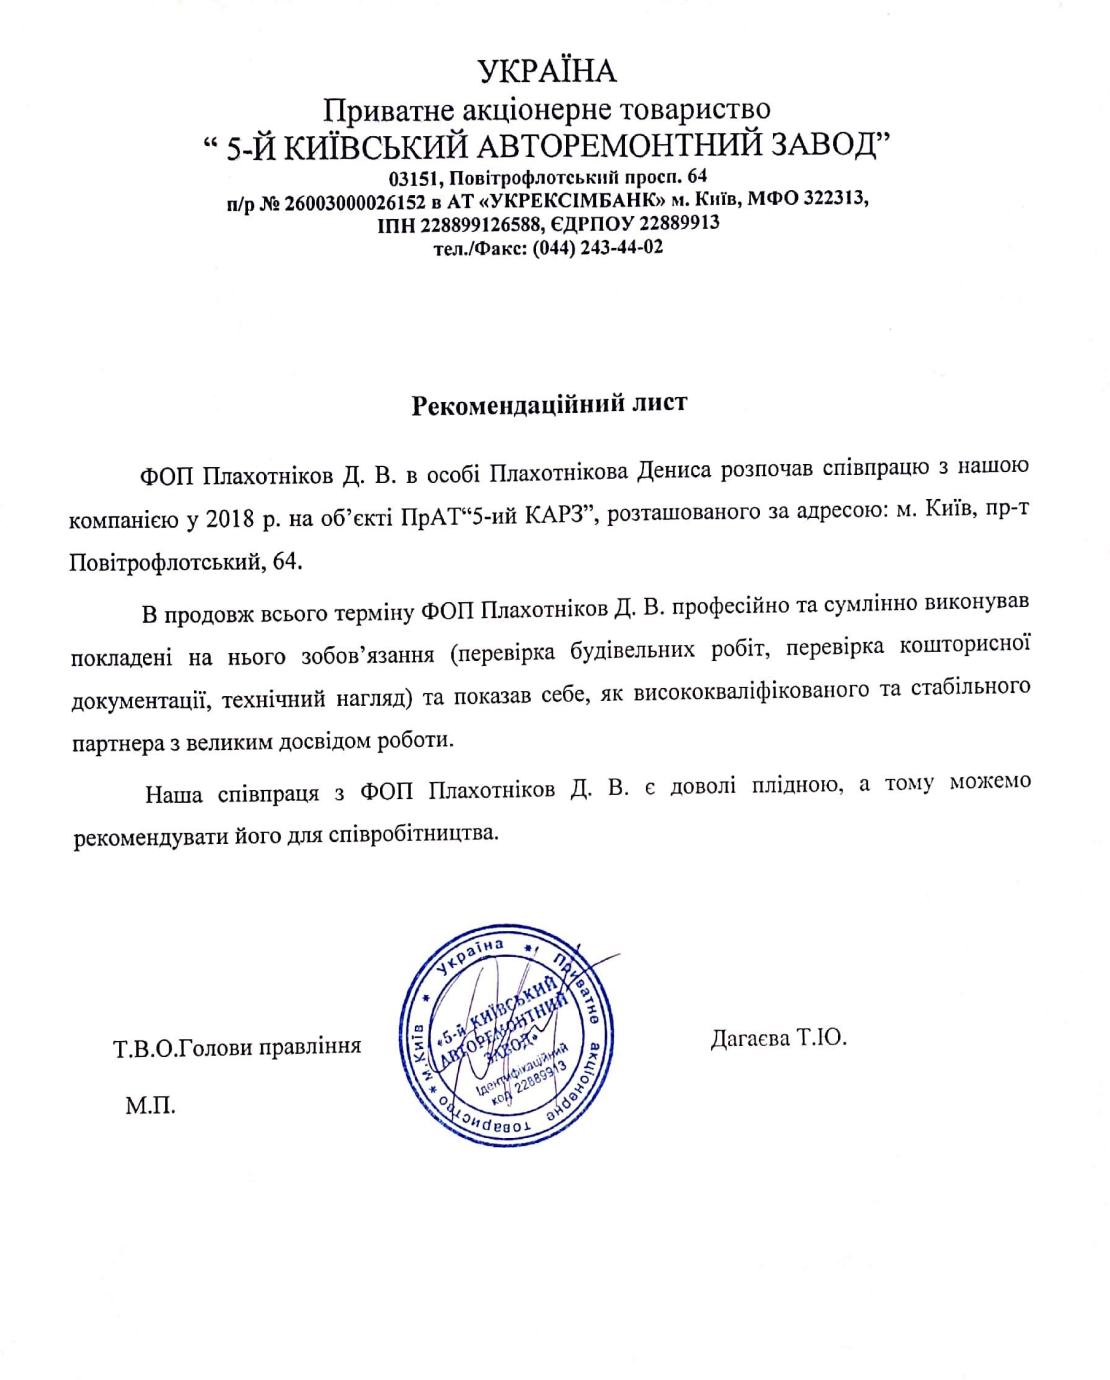 УКРАЇНА
Приватне акціонерне товариство
“ 5-Й КИЇВСЬКИЙ АВТОРЕМОНТНИЙ ЗАВОД”
03151, Повітрофлотський просп. 64
п/р № 26003000026152 в АТ «УКРЕКСІМБАНК» м. Київ, МФО 322313,
ІПН 228899126588, ЄДРПОУ 22889913
тел./Факс: (044) 243-44-02
Рекомендаційний лист
ФОП Плахотніков Д. В. в особі Плахотнікова Дениса розпочав співпрацю з нашою
компанією у 2018 р. на об’єкті ПрАТ“5-ий КАРЗ”, розташованого за адресою: м. Київ, пр-т
Повітрофлотський, 64.
В продовж всього терміну ФОП Плахотніков Д. В. професійно та сумлінно виконував
покладені на нього зобов’язання (перевірка будівельних робіт, перевірка кошторисної
документації, технічний нагляд) та показав себе, як висококваліфікованого та стабільного
партнера з великим досвідом роботи.
Наша співпраця з ФОП Плахотніков Д. В. є доволі плідною, а тому можемо
рекомендувати його для співробітництва.
Т.В.О.Голови правління
Дагаєва Т.Ю.
М.П.
* Україна * Приватне акціонерне товариство * м.Київ
«5-й КИЇВСЬКИЙ
АВТОРЕМОНТНИЙ
ЗАВОД»
Ідентифікаційний
код 22889913